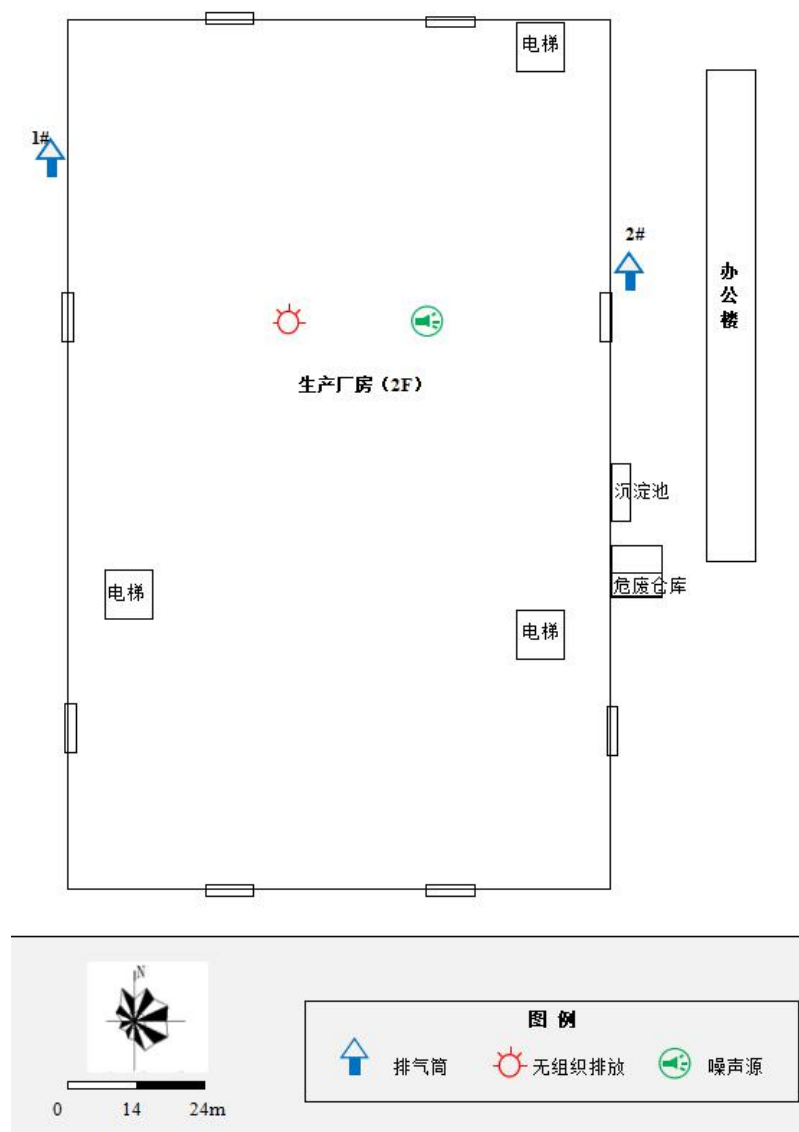 电梯
1#
2#
办公楼
生产厂房（2F）
沉淀池
危废仓库
电梯
电梯
N
图 例
排气筒
无组织排放
噪声源
0 14 24m